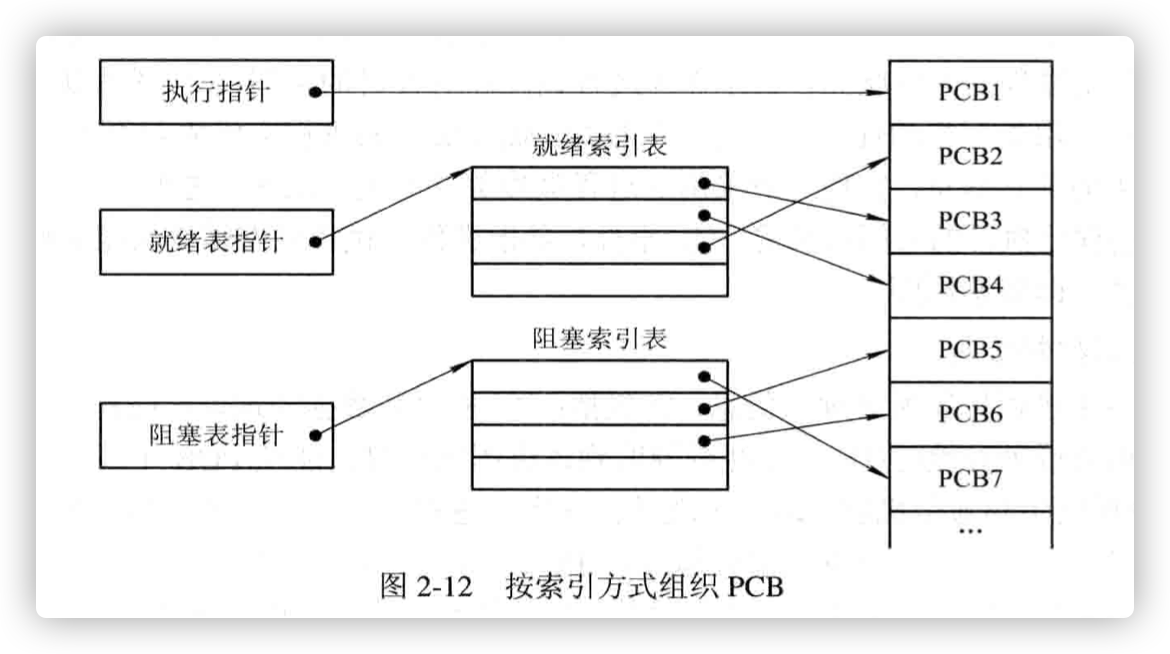 执行指针
PCB1
就绪索引表
PCB2
就绪表指针
PCB3
PCB4
阻塞索引表
PCB5
阻塞表指针
PCB6
PCB7
...
图 2-12 按索引方式组织 PCB